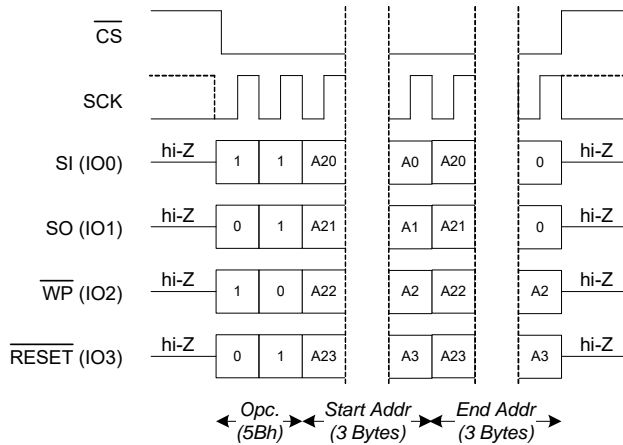 CS
SCK
SI (IO0) hi-Z 1 1 A20 A0 A20 0 hi-Z
SO (IO1) hi-Z 0 1 A21 A1 A21 0 hi-Z
WP (IO2) hi-Z 1 0 A22 A2 A22 A2 hi-Z
RESET (IO3) hi-Z 0 1 A23 A3 A23 A3 hi-Z
Opc. Start Addr End Addr
(5Bh) (3 Bytes) (3 Bytes)